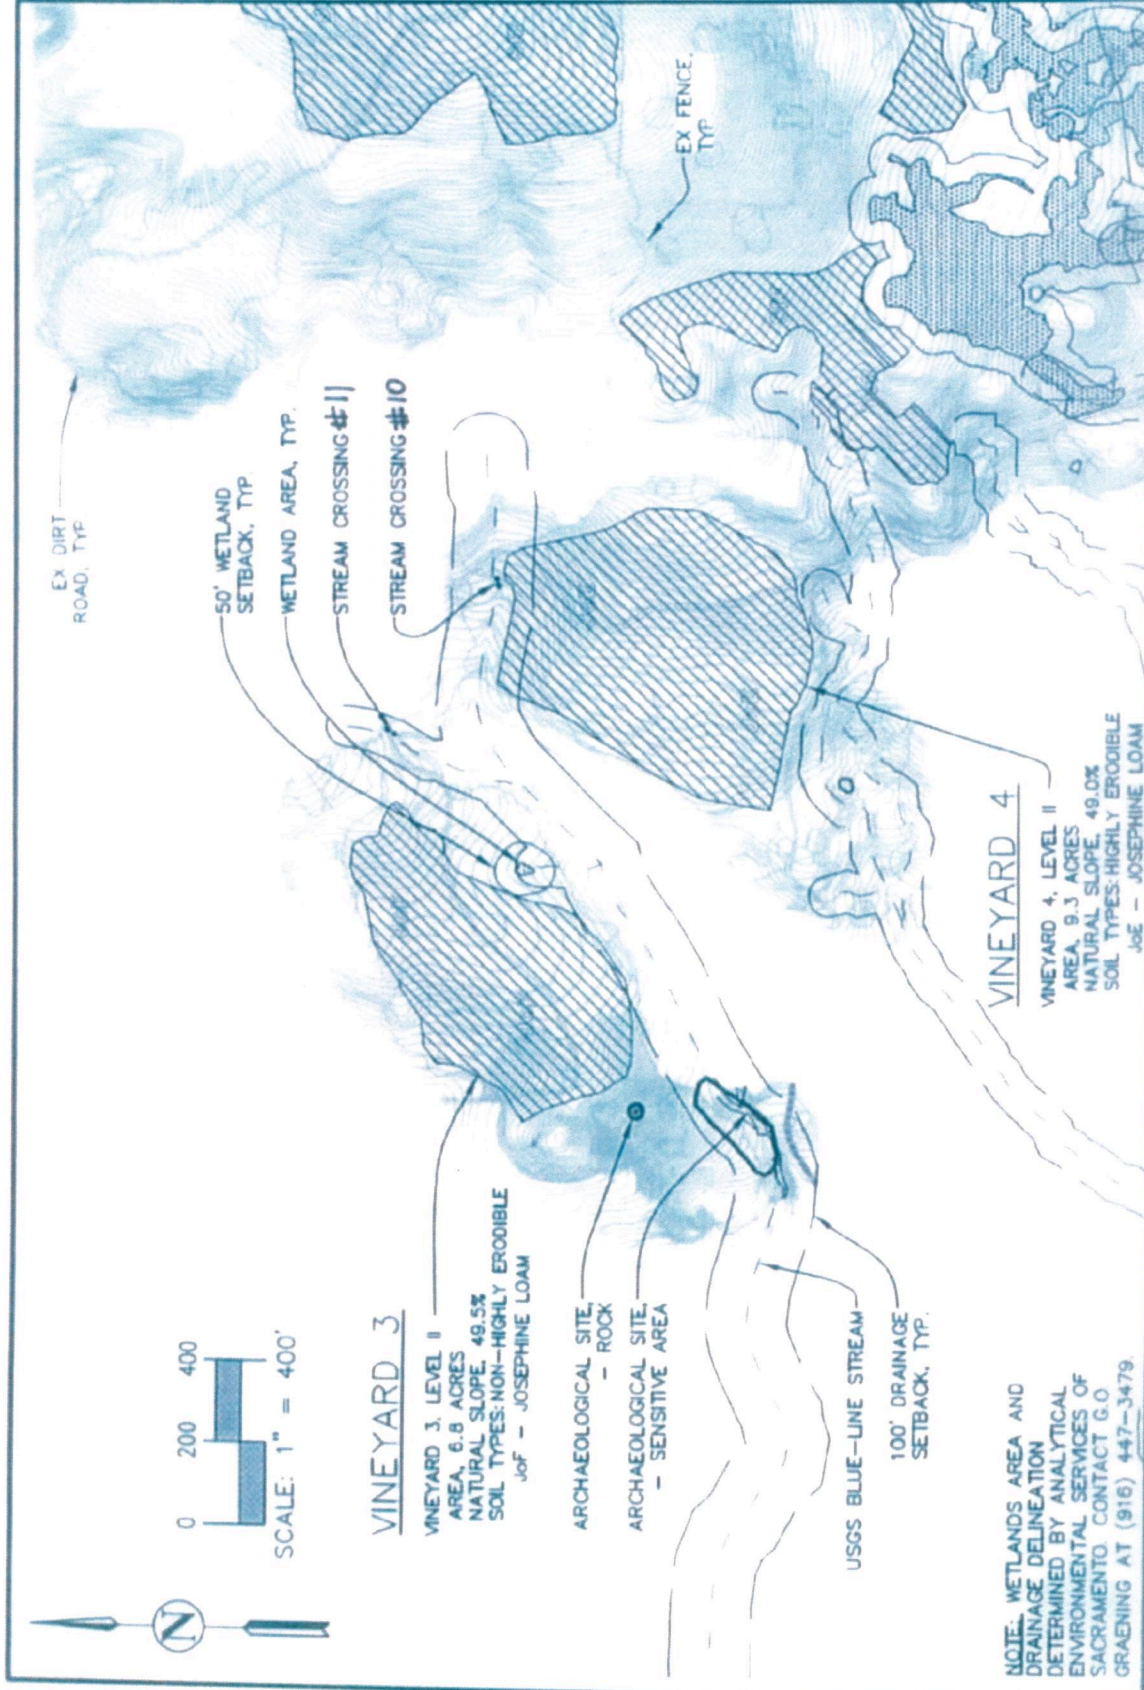 EX DIRT
ROAD, TYP
50' WETLAND
SETBACK, TYP
WETLAND AREA, TYP.
STREAM CROSSING #11
STREAM CROSSING #10
EX FENCE,
TYP
0 200 400
SCALE: 1" = 400'
N
VINEYARD 3
VINEYARD 3, LEVEL II
AREA, 6.8 ACRES
NATURAL SLOPE, 49.5%
SOIL TYPES: NON-HIGHLY ERODIBLE
JoF - JOSEPHINE LOAM
ARCHAEOLOGICAL SITE,
- ROCK
ARCHAEOLOGICAL SITE,
- SENSITIVE AREA
USGS BLUE-LINE STREAM
100' DRAINAGE
SETBACK, TYP.
VINEYARD 4
VINEYARD 4, LEVEL II
AREA, 9.3 ACRES
NATURAL SLOPE, 49.0%
SOIL TYPES: HIGHLY ERODIBLE
JoE - JOSEPHINE LOAM
NOTE: WETLANDS AREA AND
DRAINAGE DELINEATION
DETERMINED BY ANALYTICAL
ENVIRONMENTAL SERVICES OF
SACRAMENTO. CONTACT G.O.
GRAENING AT (916) 447-3479.